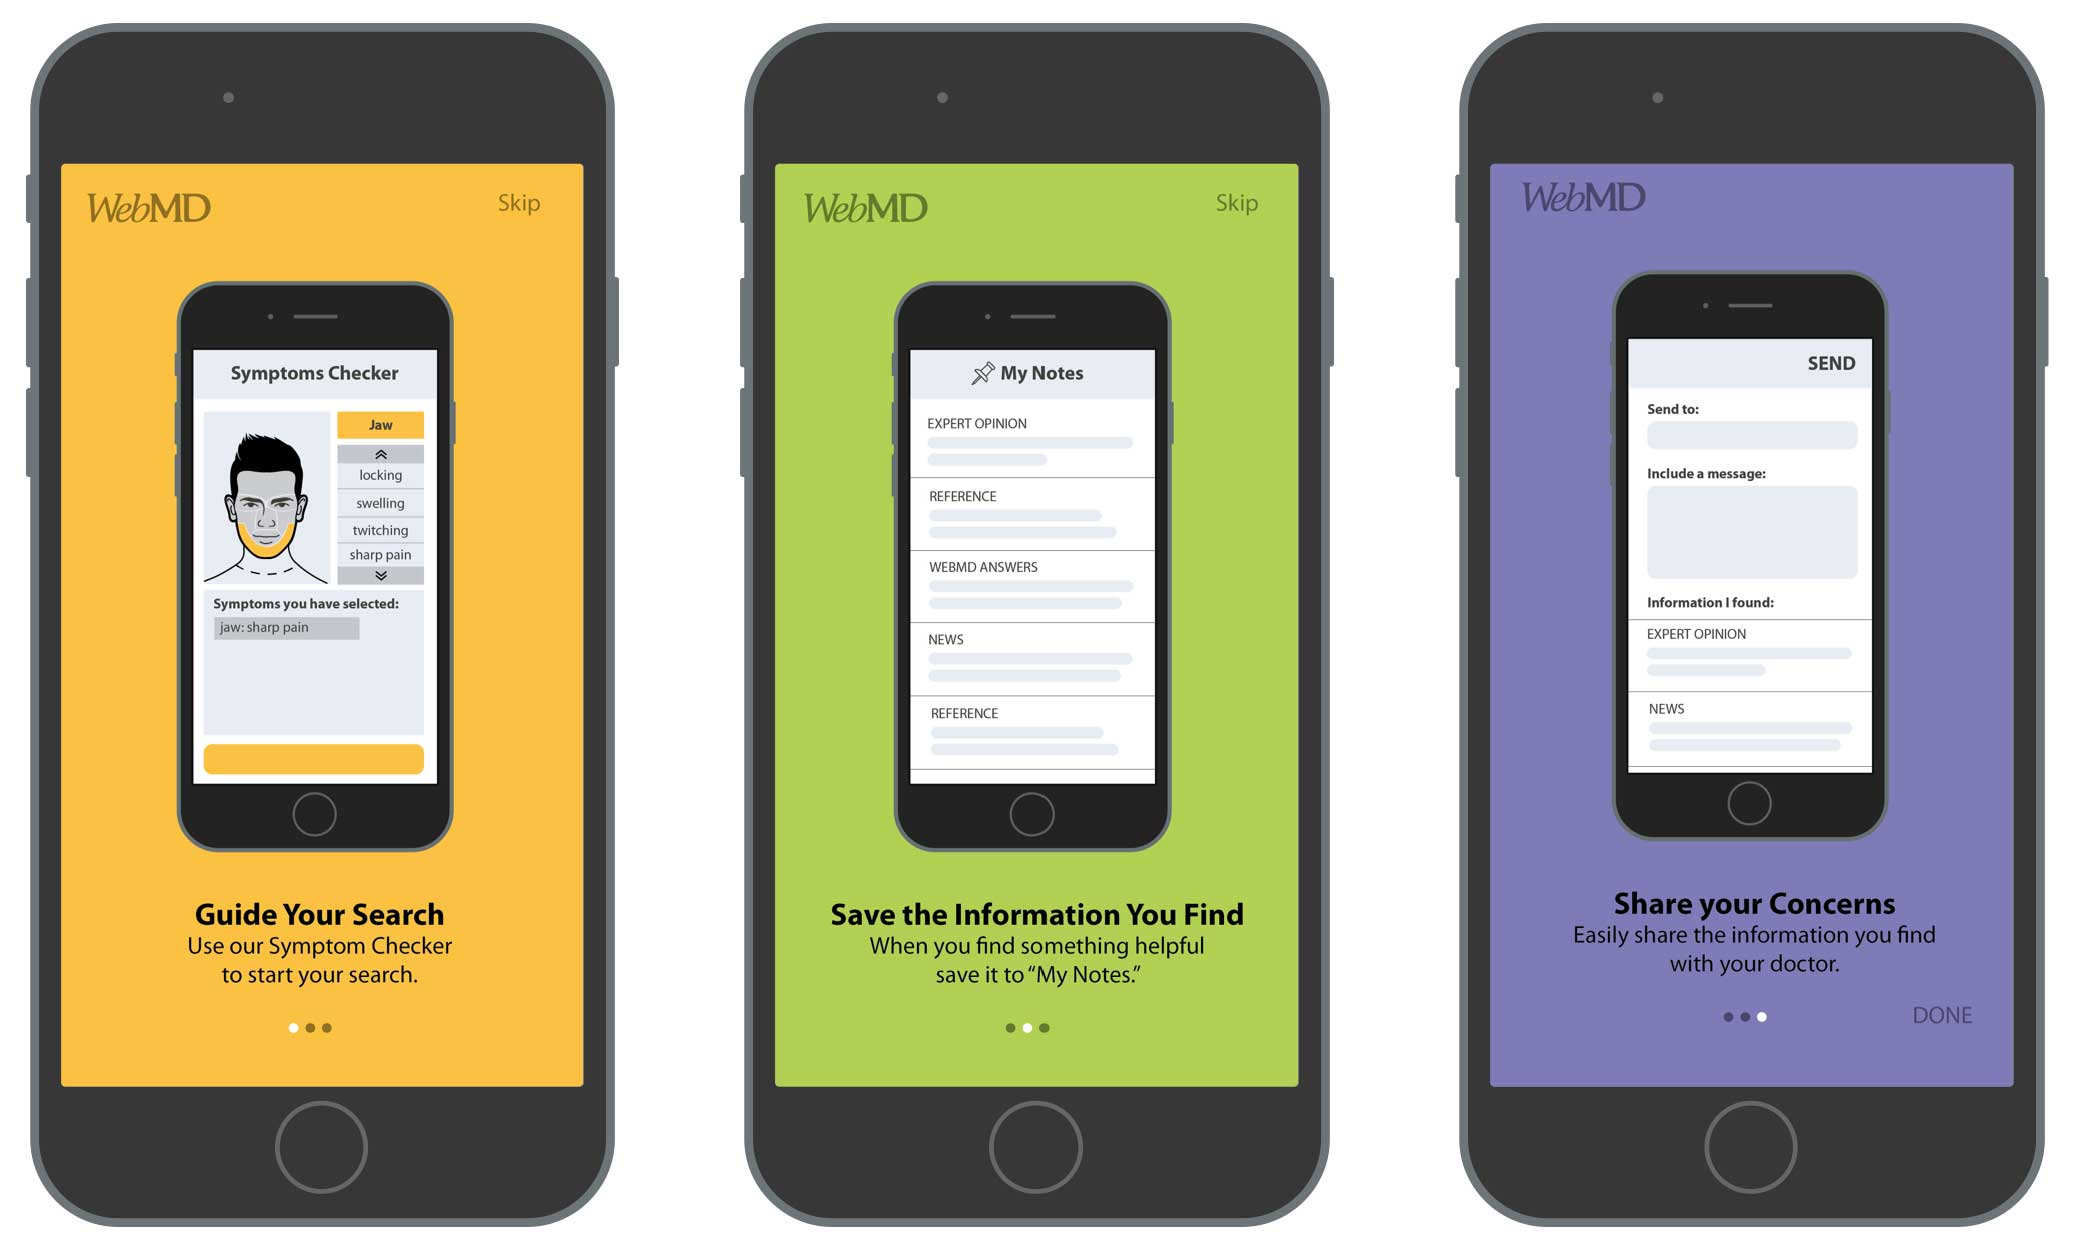 WebMD
Skip
Symptoms Checker
Jaw
locking
swelling
twitching
sharp pain
Symptoms you have selected:
jaw: sharp pain
Guide Your Search
Use our Symptom Checker
to start your search.
WebMD
Skip
My Notes
EXPERT OPINION
REFERENCE
WEBMD ANSWERS
NEWS
REFERENCE
Save the Information You Find
When you find something helpful
save it to “My Notes.”
WebMD
SEND
Send to:
Include a message:
Information I found:
EXPERT OPINION
NEWS
Share your Concerns
Easily share the information you find
with your doctor.
DONE